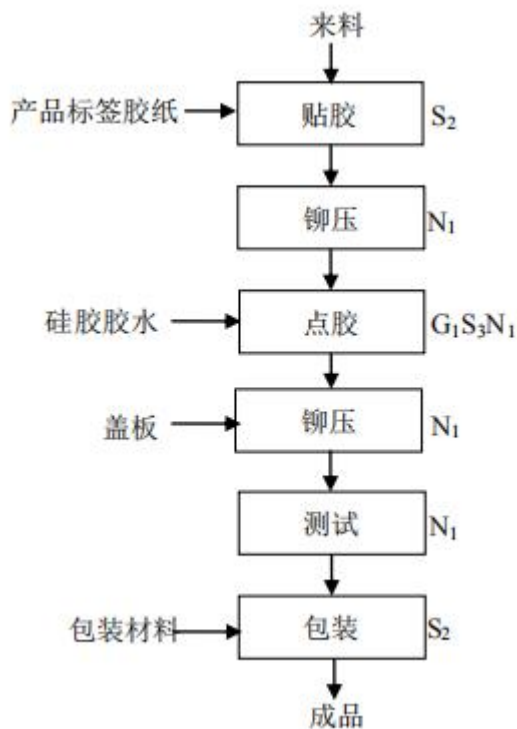 来料
产品标签胶纸
贴胶
S₂
铆压
N₁
硅胶胶水
点胶
G₁S₃N₁
盖板
铆压
N₁
测试
N₁
包装材料
包装
S₂
成品